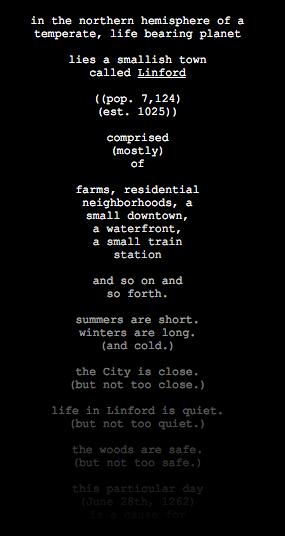 in the northern hemisphere of a
temperate, life bearing planet
lies a smallish town
called Linford
((pop. 7,124)
(est. 1025))
comprised
(mostly)
of
farms, residential
neighborhoods, a
small downtown,
a waterfront,
a small train
station
and so on and
so forth.
summers are short.
winters are long.
(and cold.)
the City is close.
(but not too close.)
life in Linford is quiet.
(but not too quiet.)
the woods are safe.
(but not too safe.)
this particular day
(June 28th, 1262)
is a cause for